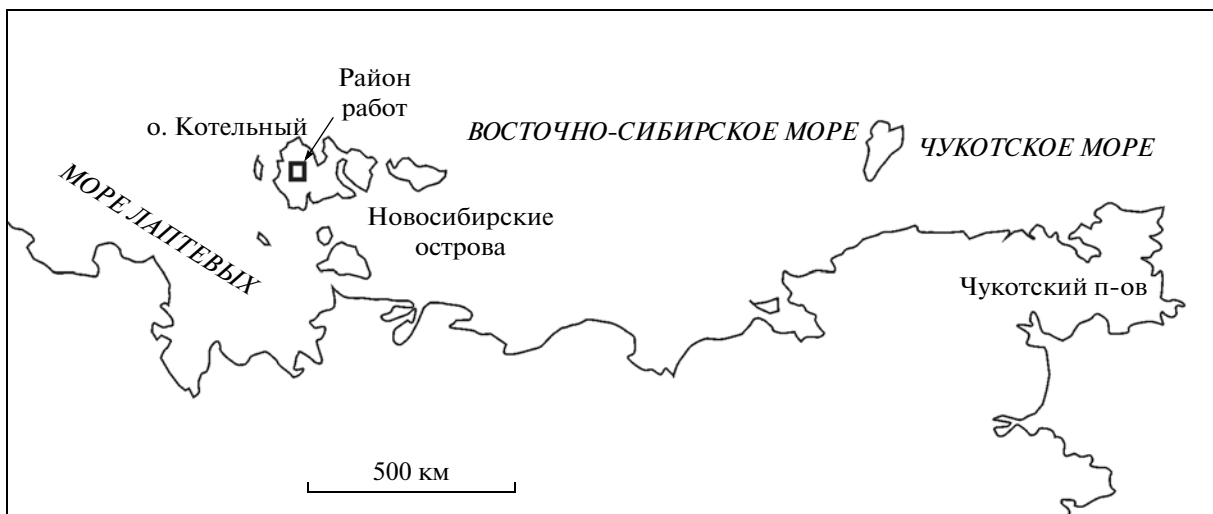 Район
работ
о. Котельный
ВОСТОЧНО-СИБИРСКОЕ МОРЕ
ЧУКОТСКОЕ МОРЕ
МОРЕ ЛАПТЕВЫХ
Новосибирские
острова
Чукотский п-ов
500 км